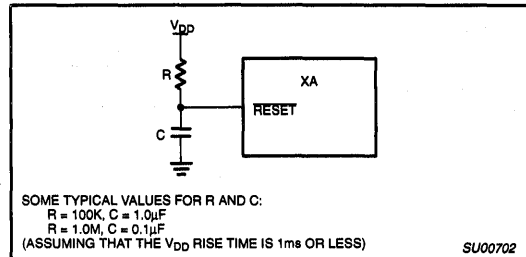 VDD
R
XA
RESET
C
SOME TYPICAL VALUES FOR R AND C:
R = 100K, C = 1.0µF
R = 1.0M, C = 0.1µF
(ASSUMING THAT THE VDD RISE TIME IS 1ms OR LESS)
SU00702